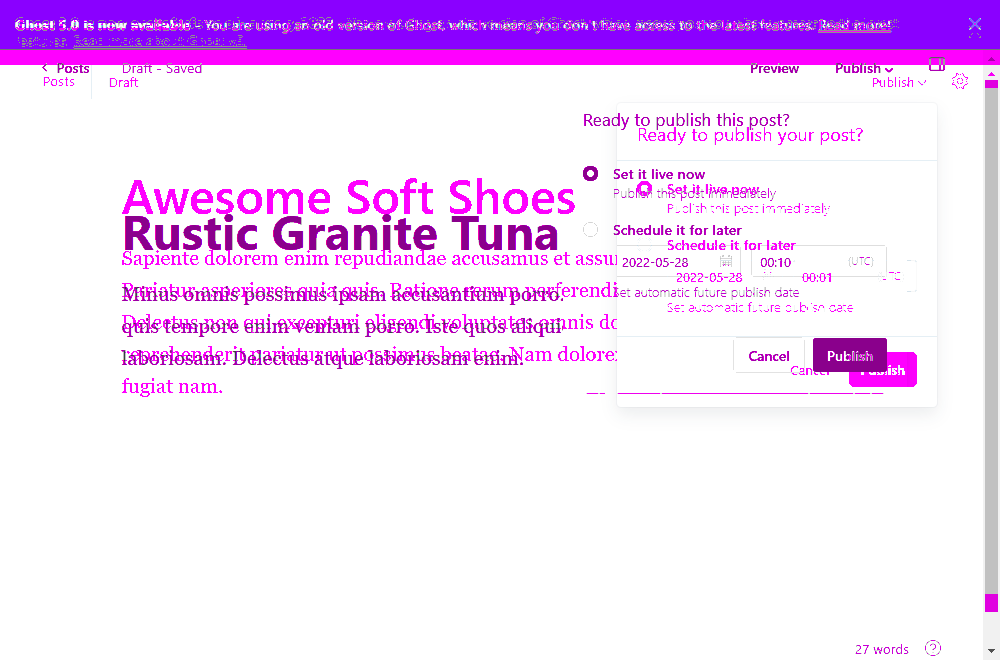 Ghost 5.0 is now available - You are using an old version of Ghost, which means you don't have access to the latest features. Read more!
features. Read more about Ghost
Posts Draft - Saved Preview Publish
Posts Draft Publish
Ready to publish this post?
Ready to publish your post?
Set it live now
Publish this post immediately
Set it live now
Publish this post immediately
Awesome Soft Shoes
Rustic Granite Tuna
Schedule it for later
Schedule it for later
2022-05-28 00:10 (UTC)
2022-05-28 00:01 UTC
Set automatic future publish date
Set automatic future publish date
Sapiente dolorem enim repudiandae accusamus et assu
Pariatur asperiores quia quis. Ratione rerum perferendi
Minus omnis possimus ipsam accusantium porro.
Delectus non qui excepturi eligendi voluptates omnis do
quis tempore enim veniam porro. Iste quos aliqui
reprehenderit pariatur ut possimus beatae. Nam dolore
laboriosam. Delectus atque laboriosam enim.
fugiat nam.
Cancel Publish
Cancel Publish
27 words